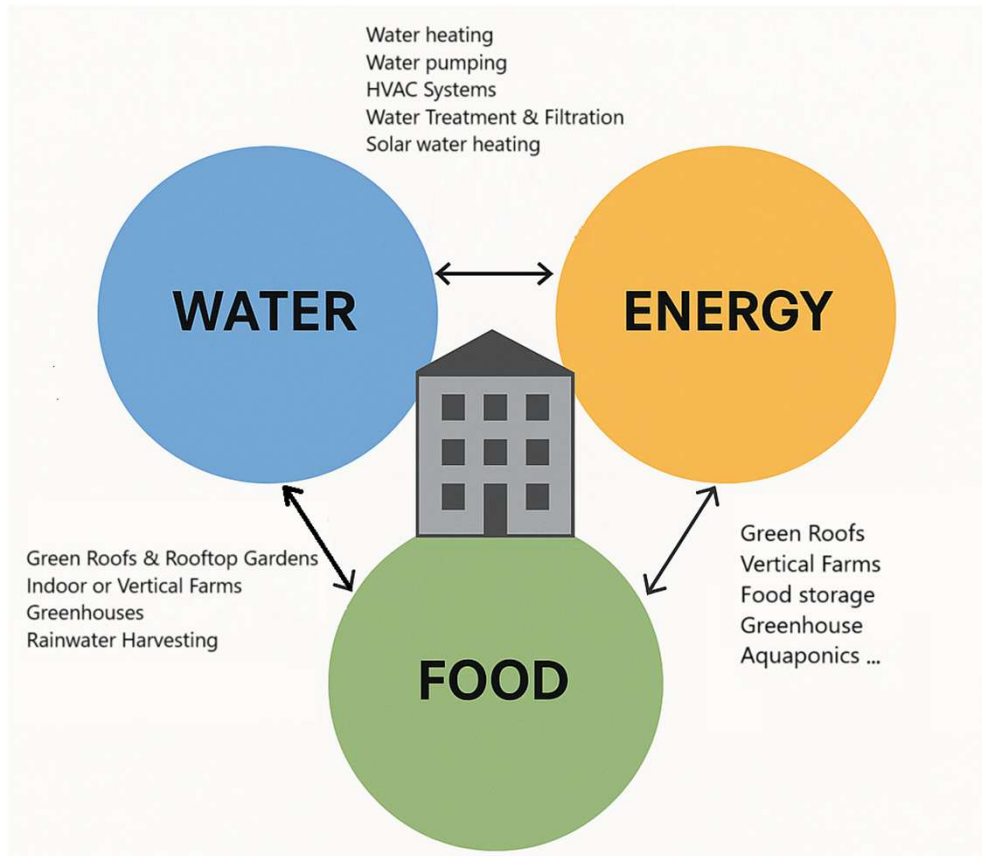 Water heating
Water pumping
HVAC Systems
Water Treatment & Filtration
Solar water heating
WATER
ENERGY
Green Roofs & Rooftop Gardens
Indoor or Vertical Farms
Greenhouses
Rainwater Harvesting
Green Roofs
Vertical Farms
Food storage
Greenhouse
Aquaponics ...
FOOD